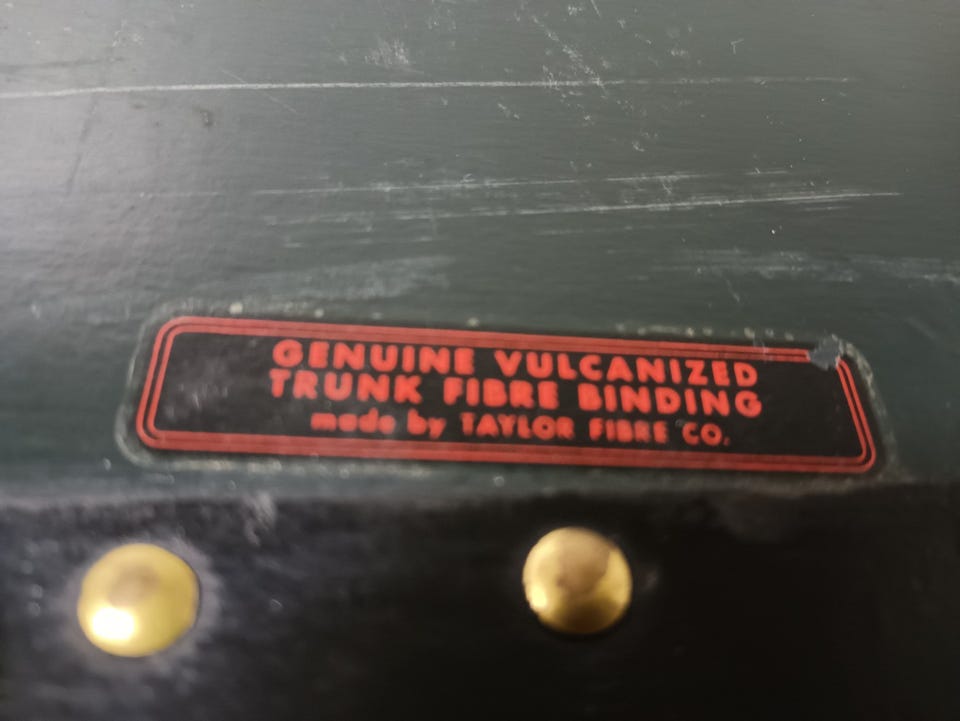 GENUINE VULCANIZED
TRUNK FIBRE BINDING
made by TAYLOR FIBRE CO.